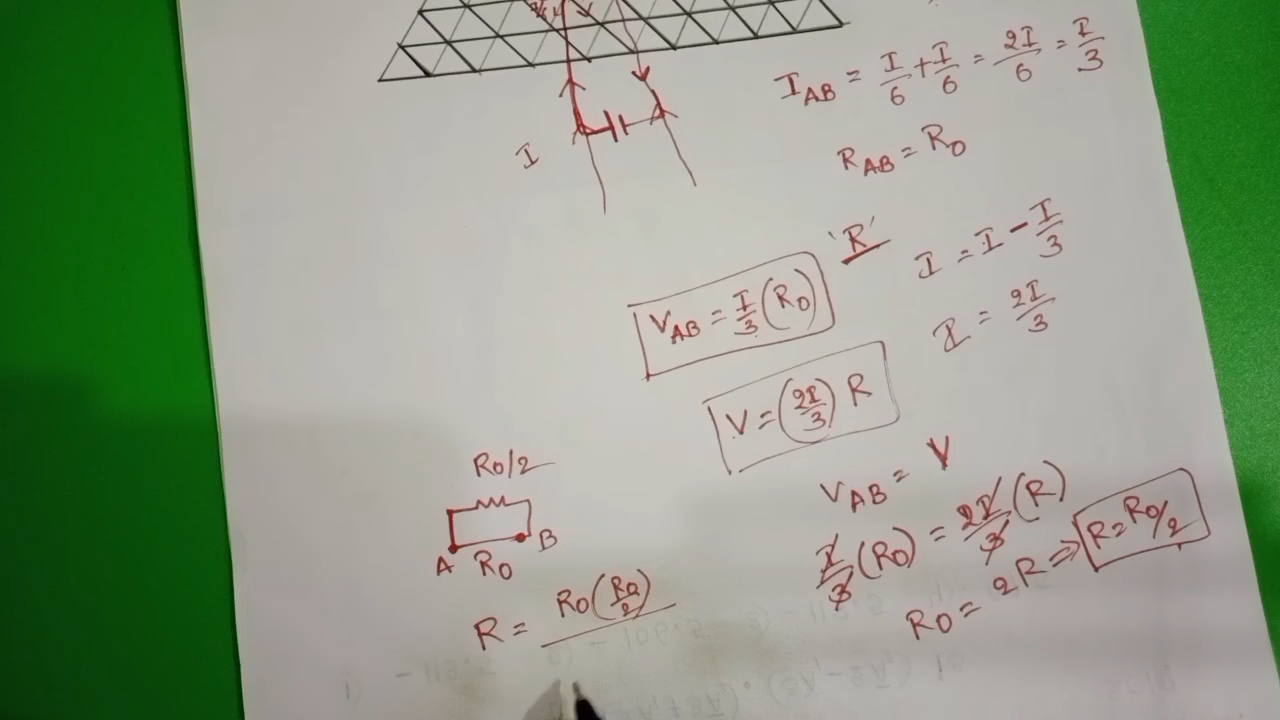 I_AB = I/6 + I/6 = 2I/6 = I/3
I
R_AB = R0
'R'
I = I - I/3
V_AB = I/3 (R0)
I = 2I/3
V = (2I/3) R
R0/2
V_AB = V
A R0 B
I/3 (R0) = 2I/3 (R)
R0 = 2R ⇒ R = R0/2
R = R0(R0/2)